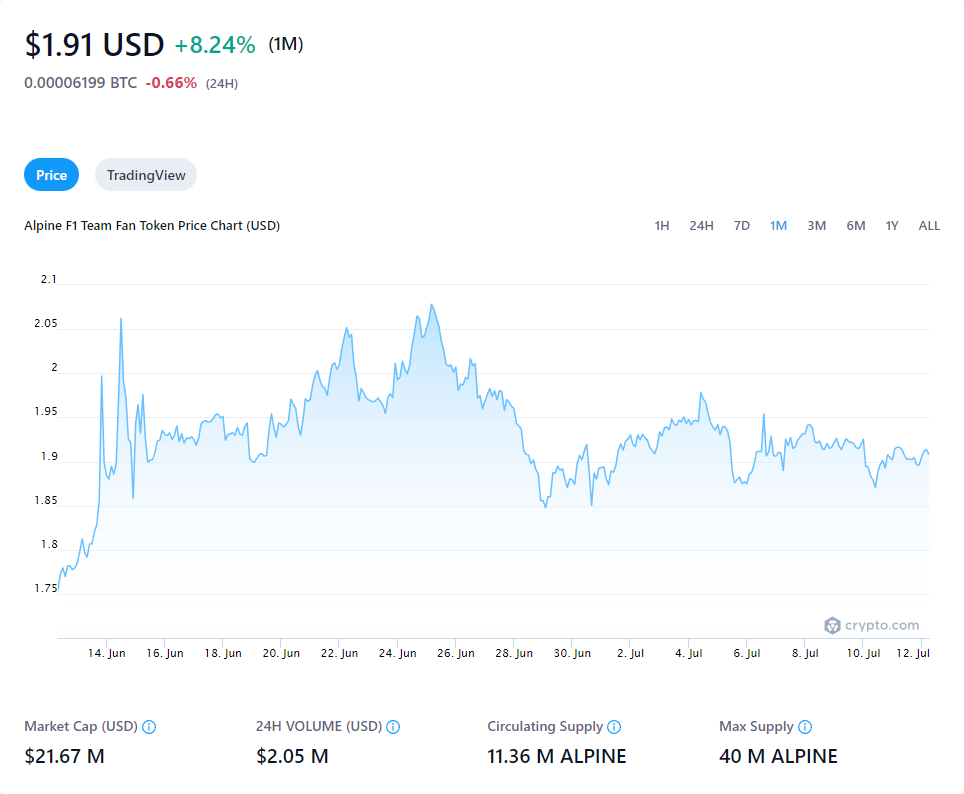 $1.91 USD +8.24% (1M)
0.00006199 BTC -0.66% (24H)
Price TradingView
Alpine F1 Team Fan Token Price Chart (USD) 1H 24H 7D 1M 3M 6M 1Y ALL
2.1
2.05
2
1.95
1.9
1.85
1.8
1.75
crypto.com
14. Jun 16. Jun 18. Jun 20. Jun 22. Jun 24. Jun 26. Jun 28. Jun 30. Jun 2. Jul 4. Jul 6. Jul 8. Jul 10. Jul 12. Jul
Market Cap (USD) 24H VOLUME (USD) Circulating Supply Max Supply
$21.67 M $2.05 M 11.36 M ALPINE 40 M ALPINE